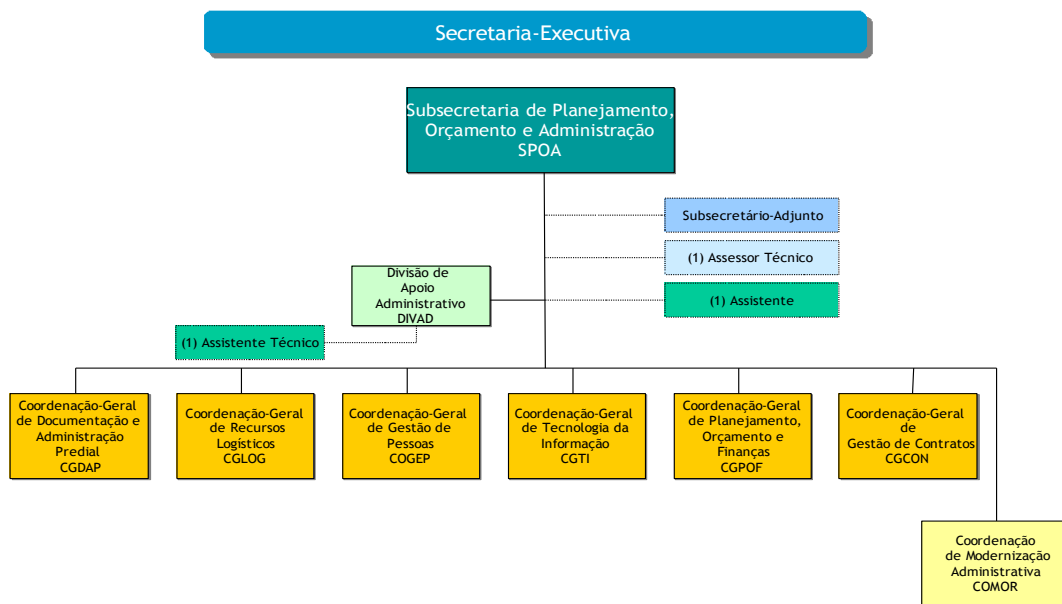 Secretaria-Executiva
Subsecretaria de Planejamento,
Orçamento e Administração
SPOA
Subsecretário-Adjunto
(1) Assessor Técnico
Divisão de
Apoio
Administrativo
DIVAD
(1) Assistente
(1) Assistente Técnico
Coordenação-Geral
de Documentação e
Administração
Predial
CGDAP
Coordenação-Geral
de Recursos
Logísticos
CGLOG
Coordenação-Geral
de Gestão de
Pessoas
COGEP
Coordenação-Geral
de Tecnologia da
Informação
CGTI
Coordenação-Geral
de Planejamento,
Orçamento e
Finanças
CGPOF
Coordenação-Geral
de
Gestão de Contratos
CGCON
Coordenação
de Modernização
Administrativa
COMOR